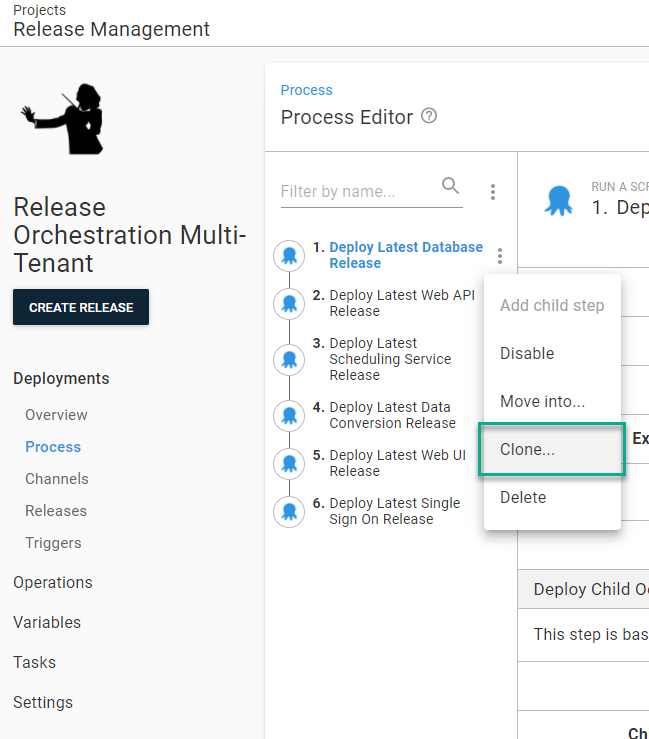 Projects
Release Management
Release
Orchestration Multi-
Tenant
CREATE RELEASE
Deployments
Overview
Process
Channels
Releases
Triggers
Operations
Variables
Tasks
Settings
Process
Process Editor
Filter by name...
1. Deploy Latest Database
Release
2. Deploy Latest Web API
Release
3. Deploy Latest
Scheduling Service
Release
4. Deploy Latest Data
Conversion Release
5. Deploy Latest Web UI
Release
6. Deploy Latest Single
Sign On Release
Add child step
Disable
Move into...
Clone...
Delete
RUN A SCR
1. Dep
Ex
Deploy Child Oc
This step is bas
Ch